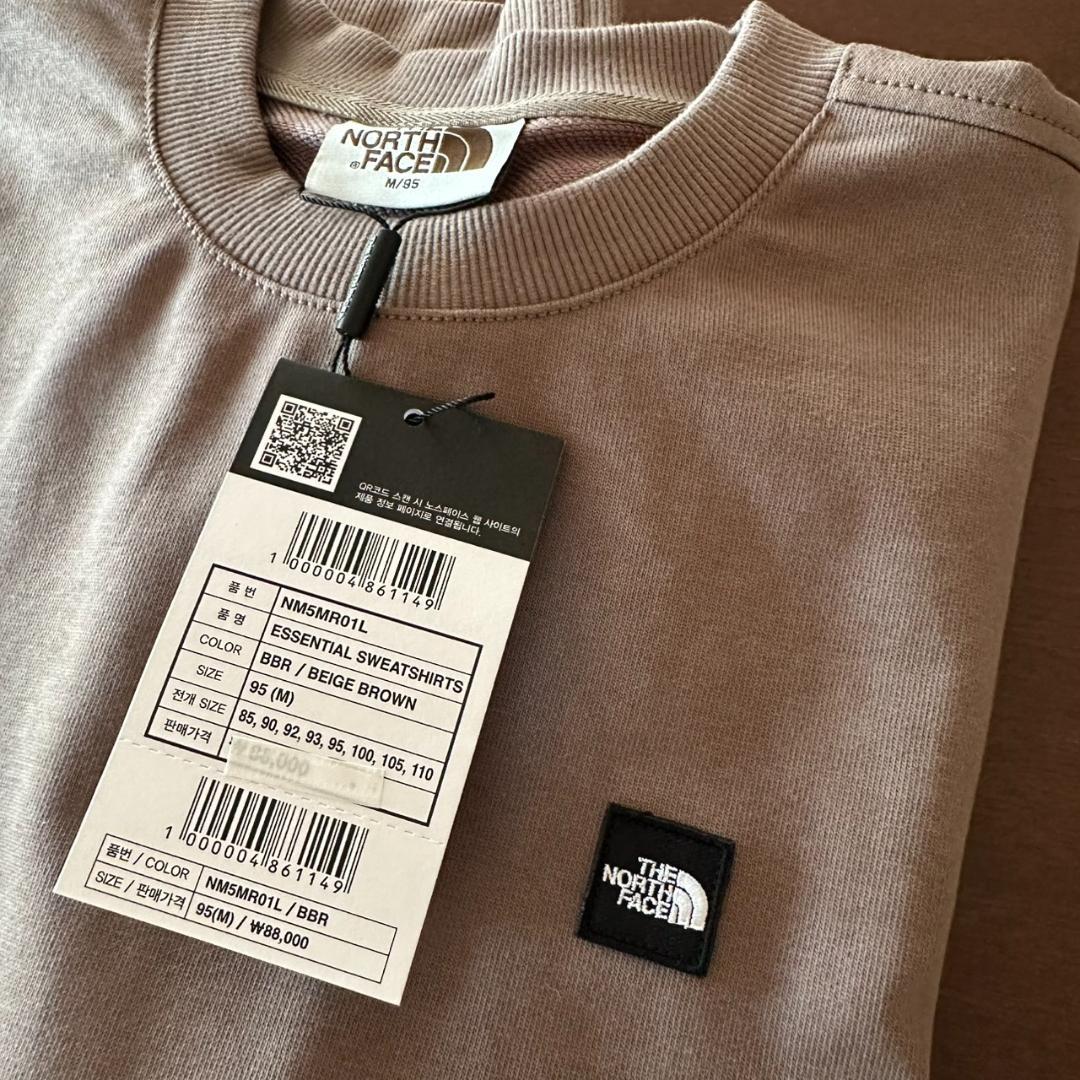 NORTH
FACE
M/95
QR코드 스캔 시 노스페이스 웹 사이트의
제품 정보 페이지로 연결됩니다.
1 000004 861149
품 번 NM5MR01L
품 명 ESSENTIAL SWEATSHIRTS
COLOR BBR / BEIGE BROWN
SIZE 95 (M)
전개 SIZE 85, 90, 92, 93, 95, 100, 105, 110
판매가격 ₩88,000
1 000004 861149
품번 / COLOR NM5MR01L / BBR
SIZE / 판매가격 95(M) / ₩88,000
THE
NORTH
FACE